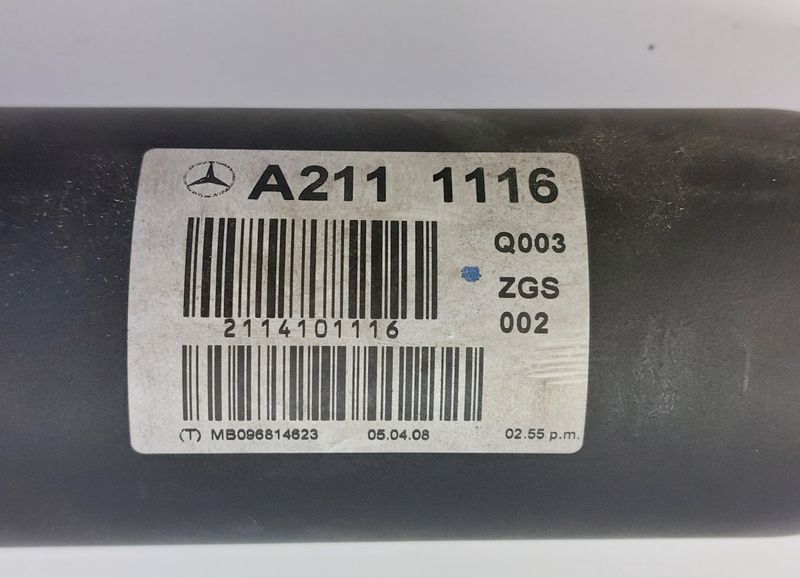 A211 1116
Q003
ZGS
002
2114101116
(T) MB096814623 05.04.08 02.55 p.m.